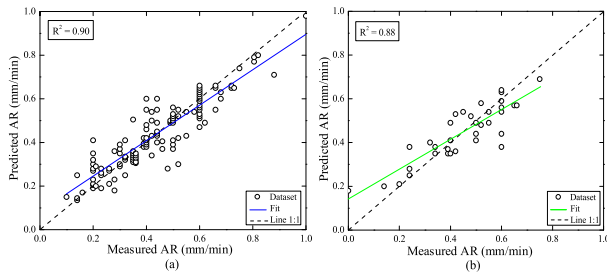 R² = 0.90
Predicted AR (mm/min)
1.0
0.8
0.6
0.4
0.2
0.0
0.0 0.2 0.4 0.6 0.8 1.0
Measured AR (mm/min)
Dataset
Fit
Line 1:1
(a)
R² = 0.88
Predicted AR (mm/min)
1.0
0.8
0.6
0.4
0.2
0.0
0.0 0.2 0.4 0.6 0.8 1.0
Measured AR (mm/min)
Dataset
Fit
Line 1:1
(b)